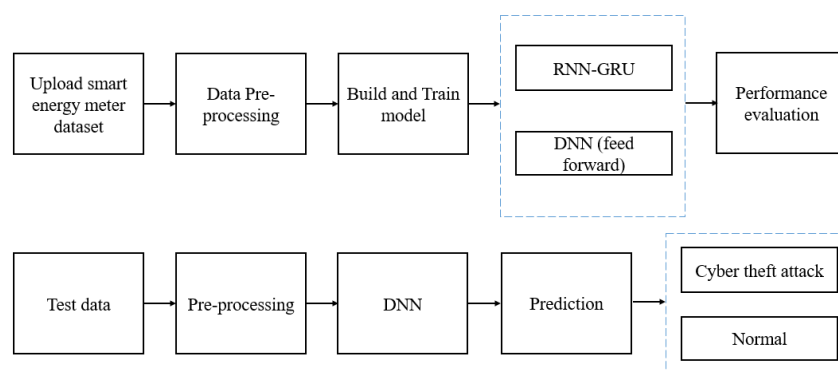 Upload smart
energy meter
dataset
Data Pre-
processing
Build and Train
model
RNN-GRU
DNN (feed
forward)
Performance
evaluation
Test data
Pre-processing
DNN
Prediction
Cyber theft attack
Normal